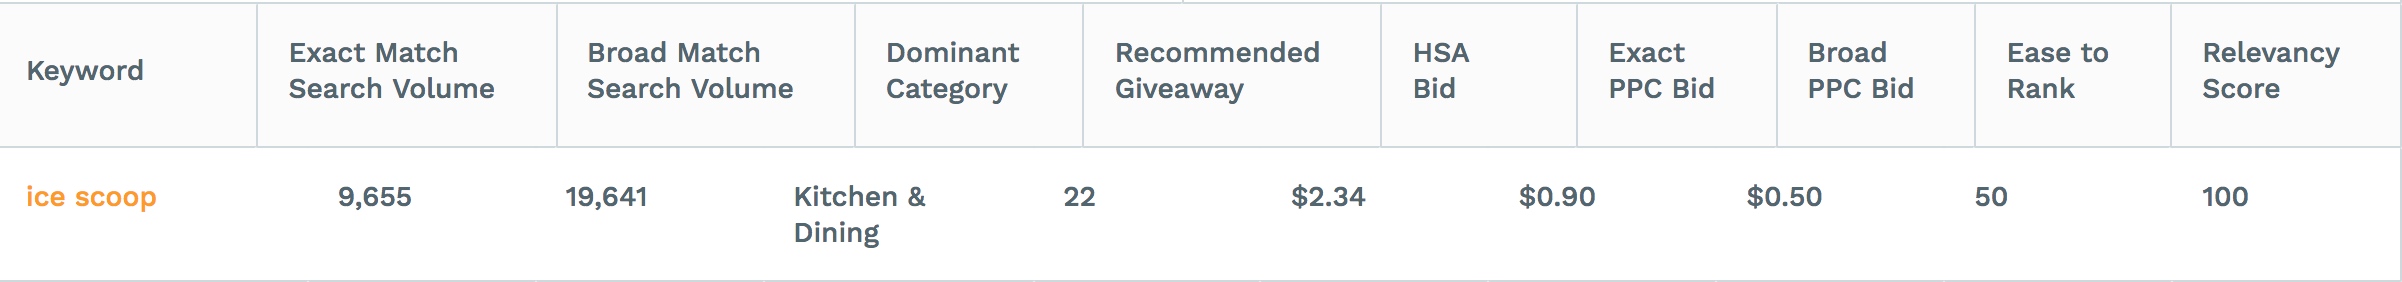 Keyword
Exact Match
Search Volume
Broad Match
Search Volume
Dominant
Category
Recommended
Giveaway
HSA
Bid
Exact
PPC Bid
Broad
PPC Bid
Ease to
Rank
Relevancy
Score
ice scoop
9,655
19,641
Kitchen &
Dining
22
$2.34
$0.90
$0.50
50
100